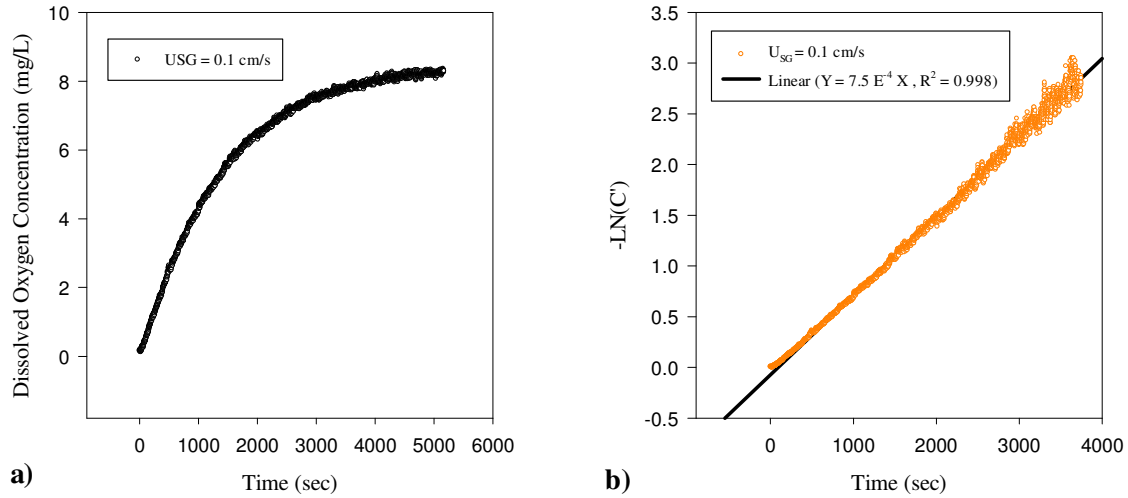 Dissolved Oxygen Concentration (mg/L)
10
8
6
4
2
0
USG = 0.1 cm/s
0 1000 2000 3000 4000 5000 6000
Time (sec)
a)
-LN(C')
3.5
3.0
2.5
2.0
1.5
1.0
0.5
0.0
-0.5
U_SG = 0.1 cm/s
Linear (Y = 7.5 E^-4 X , R^2 = 0.998)
0 1000 2000 3000 4000
Time (sec)
b)